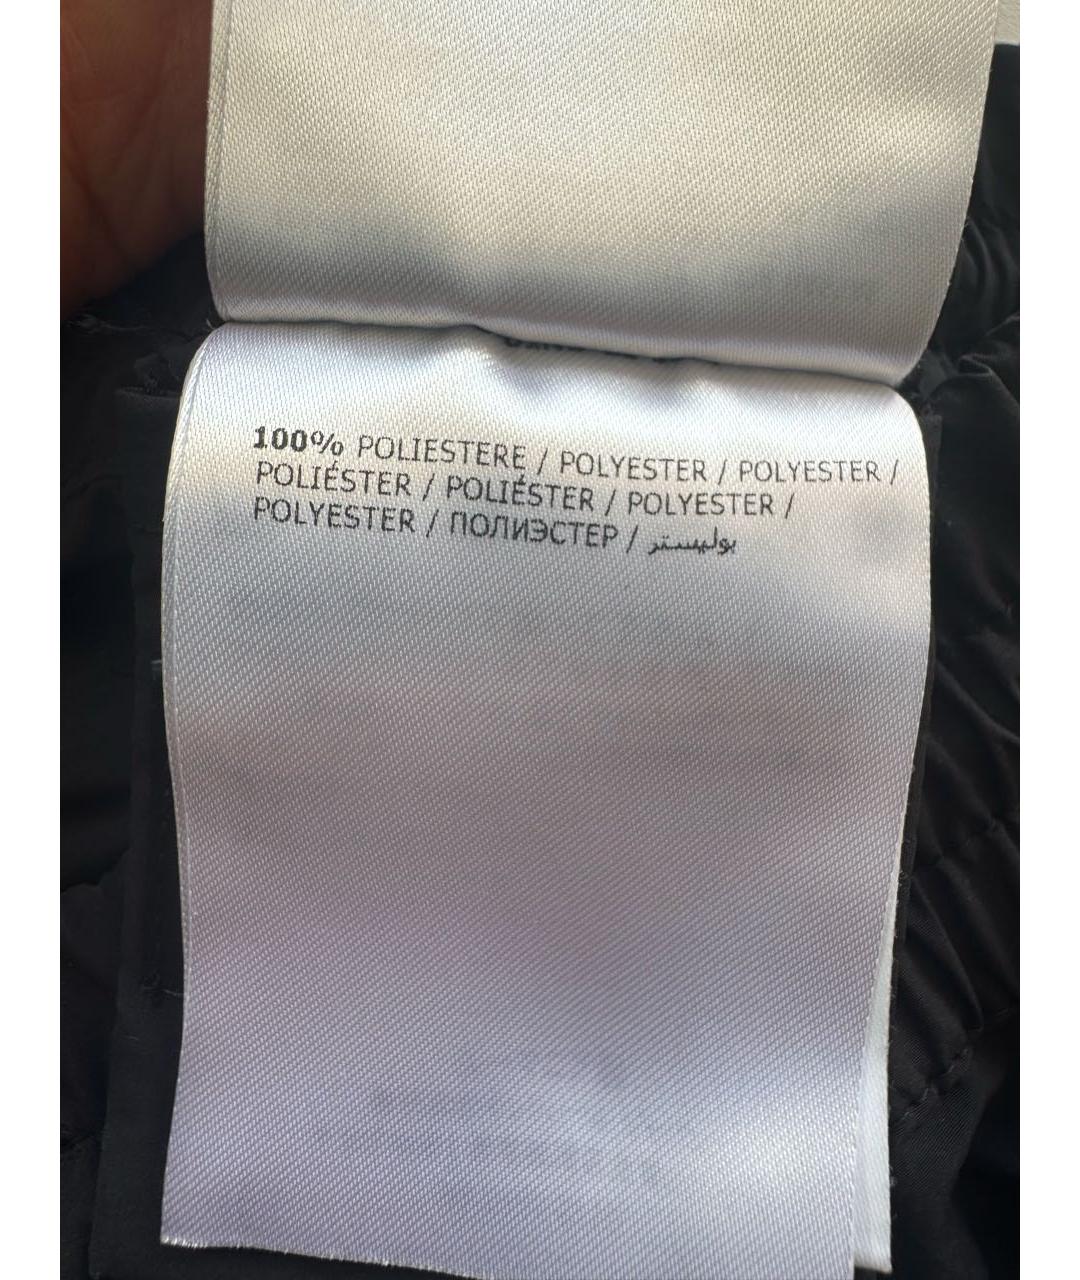 100% POLIESTERE / POLYESTER / POLYESTER /
POLIÉSTER / POLIÉSTER / POLYESTER /
POLYESTER / ПОЛИЭСТЕР / بوليستر